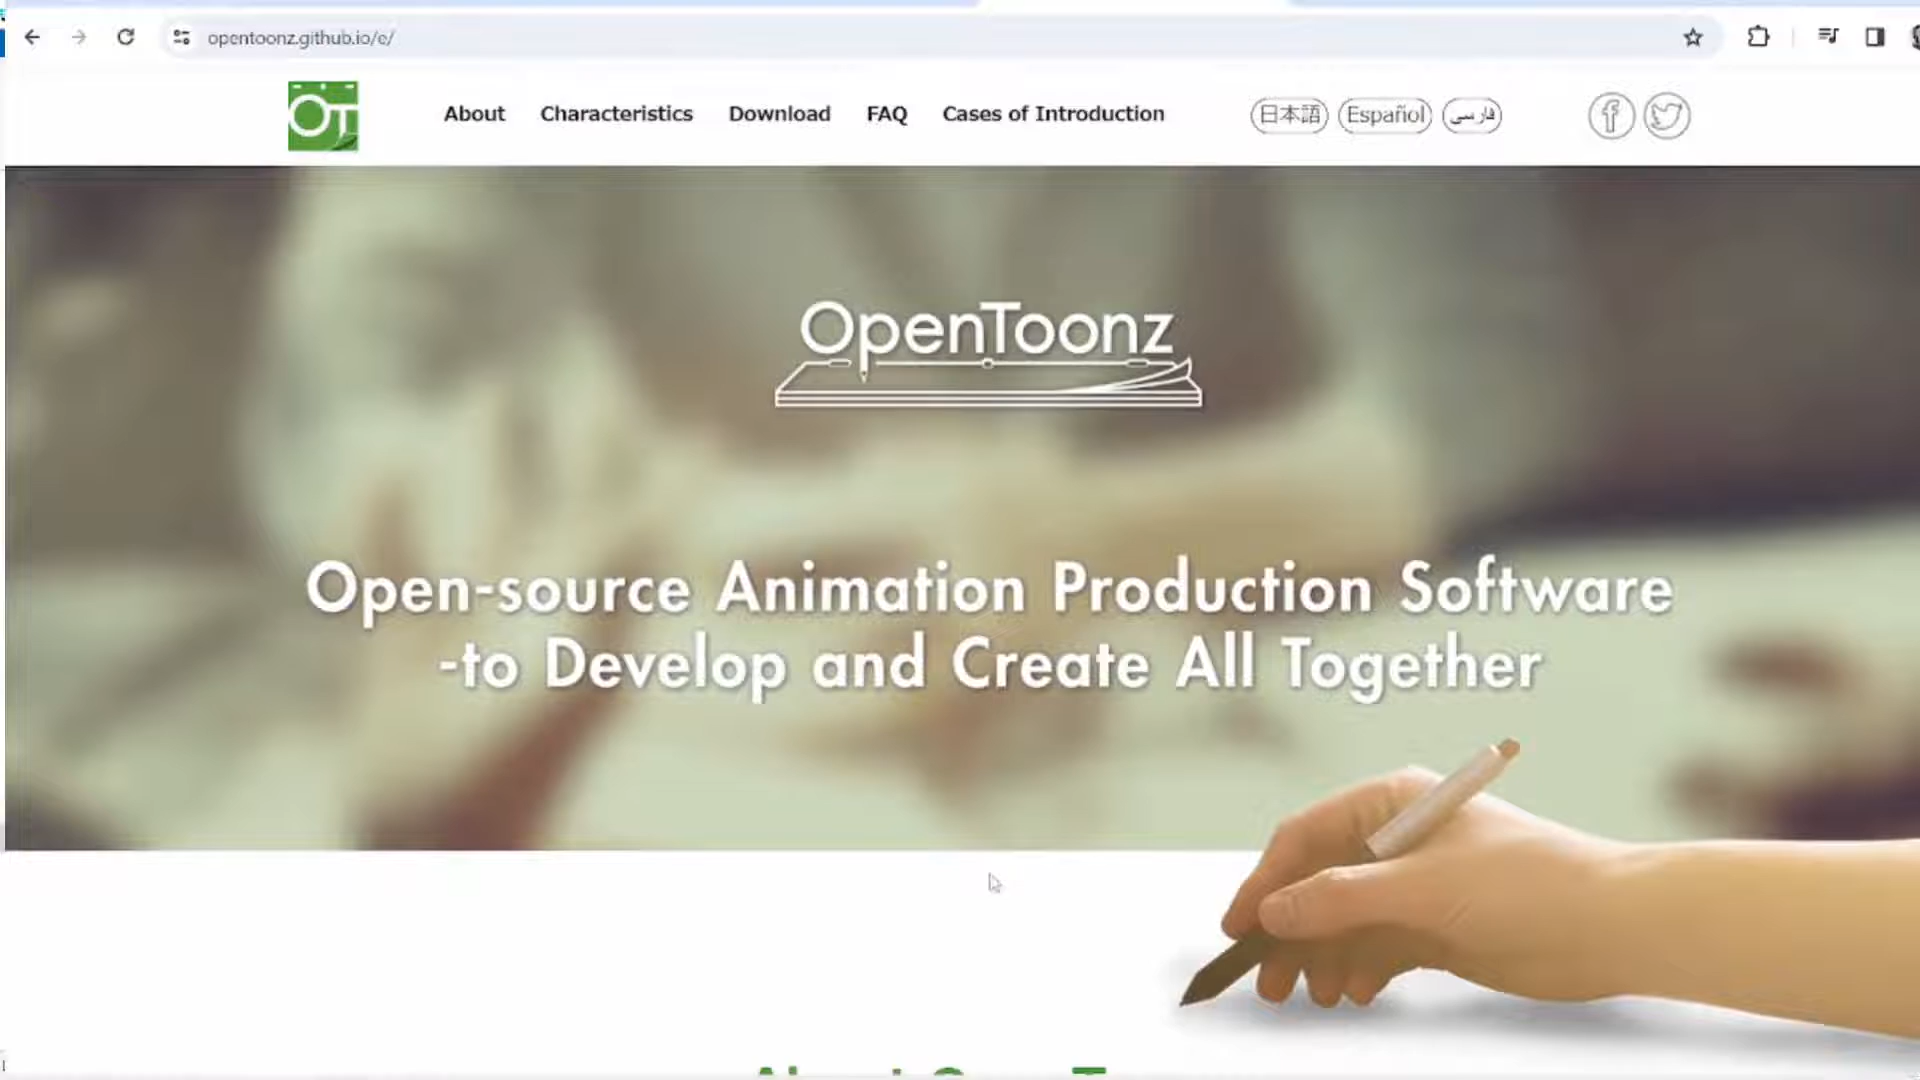 opentoonz.github.io/e/
OT
About Characteristics Download FAQ Cases of Introduction 日本語 Español فارسی
OpenToonz
Open-source Animation Production Software
-to Develop and Create All Together